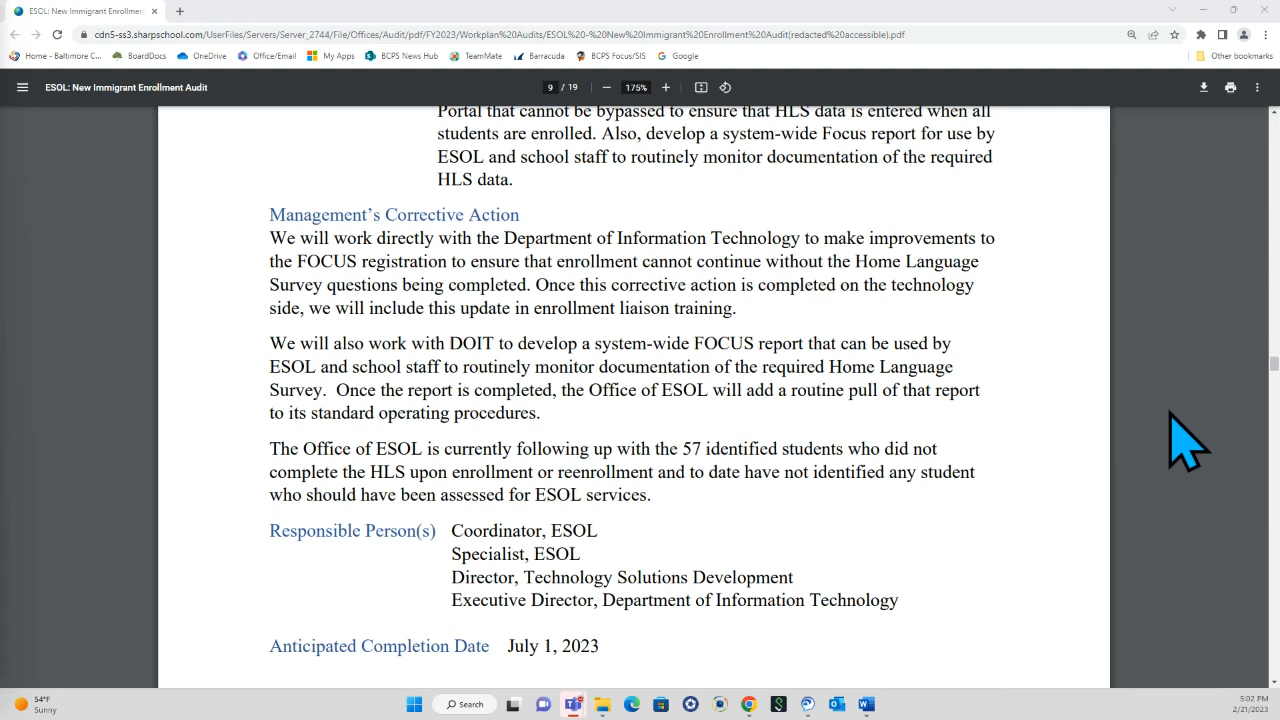 ESOL: New Immigrant Enrollment
cdn5-ss3.sharpschool.com/UserFiles/Servers/Server_2744/File/Offices/Audit/pdf/FY2023/Workplan%20Audits/ESOL%20-%20New%20Immigrant%20Enrollment%20Audit(redacted%20accessible).pdf
Home - Baltimore C... BoardDocs OneDrive Office/Email My Apps BCPS News Hub TeamMate Barracuda BCPS Focus/SIS Google Other bookmarks
ESOL: New Immigrant Enrollment Audit 9 / 19 175%
Portal that cannot be bypassed to ensure that HLS data is entered when all
students are enrolled. Also, develop a system-wide Focus report for use by
ESOL and school staff to routinely monitor documentation of the required
HLS data.
Management's Corrective Action
We will work directly with the Department of Information Technology to make improvements to
the FOCUS registration to ensure that enrollment cannot continue without the Home Language
Survey questions being completed. Once this corrective action is completed on the technology
side, we will include this update in enrollment liaison training.
We will also work with DOIT to develop a system-wide FOCUS report that can be used by
ESOL and school staff to routinely monitor documentation of the required Home Language
Survey. Once the report is completed, the Office of ESOL will add a routine pull of that report
to its standard operating procedures.
The Office of ESOL is currently following up with the 57 identified students who did not
complete the HLS upon enrollment or reenrollment and to date have not identified any student
who should have been assessed for ESOL services.
Responsible Person(s) Coordinator, ESOL
Specialist, ESOL
Director, Technology Solutions Development
Executive Director, Department of Information Technology
Anticipated Completion Date July 1, 2023
54°F
Sunny
Search
5:02 PM
2/21/2023